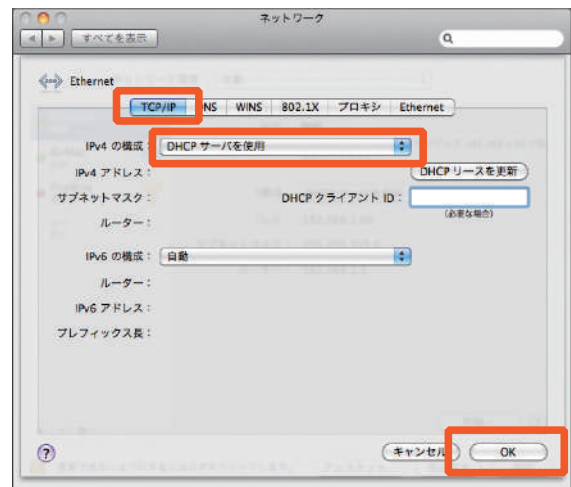 ネットワーク
すべてを表示
Ethernet
TCP/IP DNS WINS 802.1X プロキシ Ethernet
IPv4 の構成： DHCP サーバを使用
IPv4 アドレス： DHCP リースを更新
サブネットマスク： DHCP クライアント ID：
ルーター： (必要な場合)
IPv6 の構成： 自動
ルーター：
IPv6 アドレス：
プレフィックス長：
? キャンセル OK